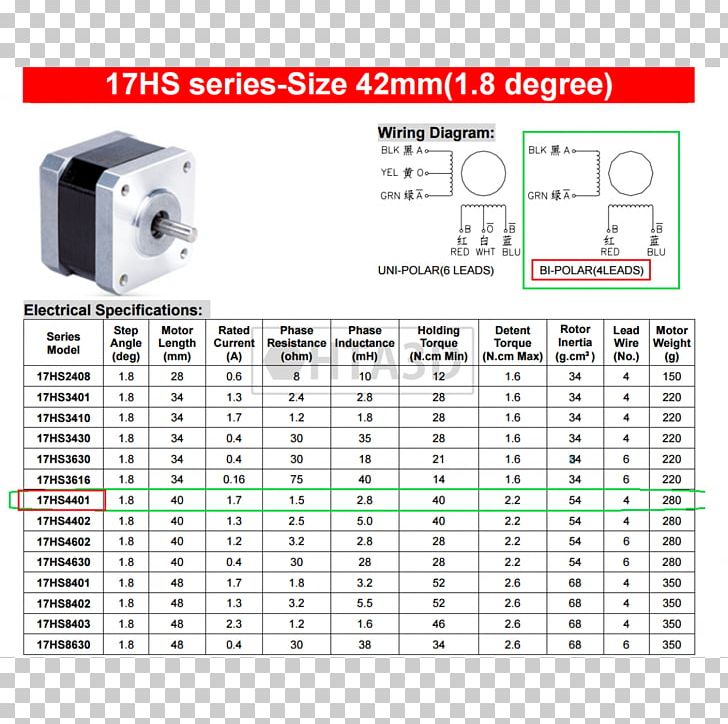 17HS series-Size 42mm(1.8 degree)
Wiring Diagram:
BLK 黑 A
YEL 黄 O
GRN 绿 A̅
B O̅ B̅
红 白 蓝
RED WHT BLU
UNI-POLAR(6 LEADS)
BLK 黑 A
GRN 绿 A̅
B B̅
红 蓝
RED BLU
BI-POLAR(4LEADS)
Electrical Specifications:
Series Model Step Angle (deg) Motor Length (mm) Rated Current (A) Phase Resistance (ohm) Phase Inductance (mH) Holding Torque (N.cm Min) Detent Torque (N.cm Max) Rotor Inertia (g.cm²) Lead Wire (No.) Motor Weight (g)
OHTA3D
17HS2408 1.8 28 0.6 8 10 12 1.6 34 4 150
17HS3401 1.8 34 1.3 2.4 2.8 28 1.6 34 4 220
17HS3410 1.8 34 1.7 1.2 1.8 28 1.6 34 4 220
17HS3430 1.8 34 0.4 30 35 28 1.6 34 4 220
17HS3630 1.8 34 0.4 30 18 21 1.6 34 6 220
17HS3616 1.8 34 0.16 75 40 14 1.6 34 6 220
17HS4401 1.8 40 1.7 1.5 2.8 40 2.2 54 4 280
17HS4402 1.8 40 1.3 2.5 5.0 40 2.2 54 4 280
17HS4602 1.8 40 1.2 3.2 2.8 28 2.2 54 6 280
17HS4630 1.8 40 0.4 30 28 28 2.2 54 6 280
17HS8401 1.8 48 1.7 1.8 3.2 52 2.6 68 4 350
17HS8402 1.8 48 1.3 3.2 5.5 52 2.6 68 4 350
17HS8403 1.8 48 2.3 1.2 1.6 46 2.6 68 4 350
17HS8630 1.8 48 0.4 30 38 34 2.6 68 6 350